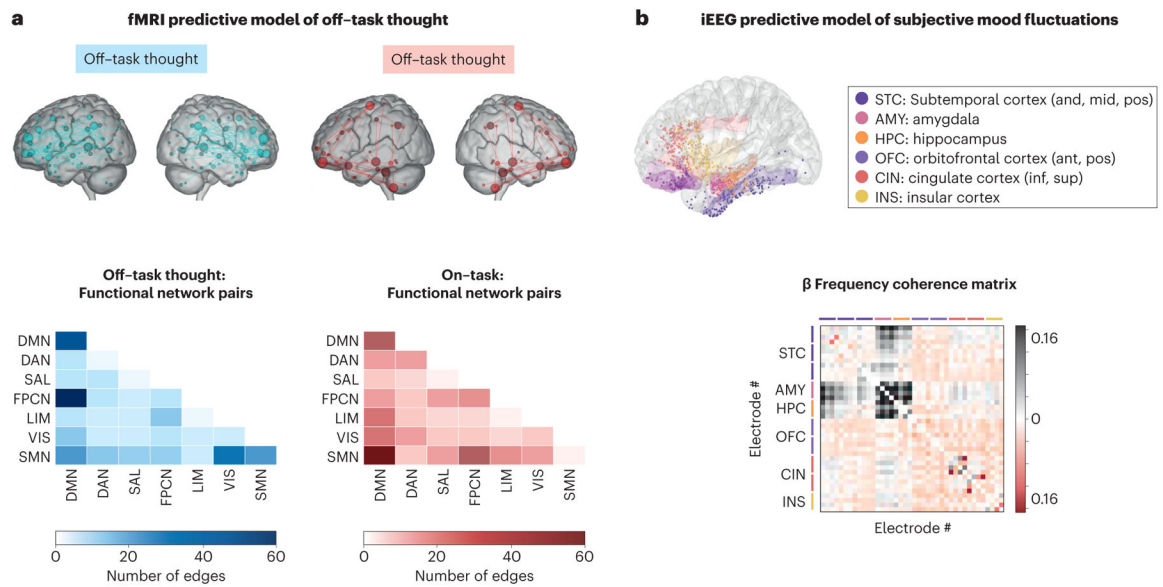 a
fMRI predictive model of off–task thought
Off–task thought
Off–task thought
Off–task thought:
Functional network pairs
DMN
DAN
SAL
FPCN
LIM
VIS
SMN
DMN
DAN
SAL
FPCN
LIM
VIS
SMN
0
20
40
60
Number of edges
On–task:
Functional network pairs
DMN
DAN
SAL
FPCN
LIM
VIS
SMN
DMN
DAN
SAL
FPCN
LIM
VIS
SMN
0
20
40
60
Number of edges
b
iEEG predictive model of subjective mood fluctuations
STC: Subtemporal cortex (and, mid, pos)
AMY: amygdala
HPC: hippocampus
OFC: orbitofrontal cortex (ant, pos)
CIN: cingulate cortex (inf, sup)
INS: insular cortex
β Frequency coherence matrix
Electrode #
STC
AMY
HPC
OFC
CIN
INS
Electrode #
0.16
0
0.16